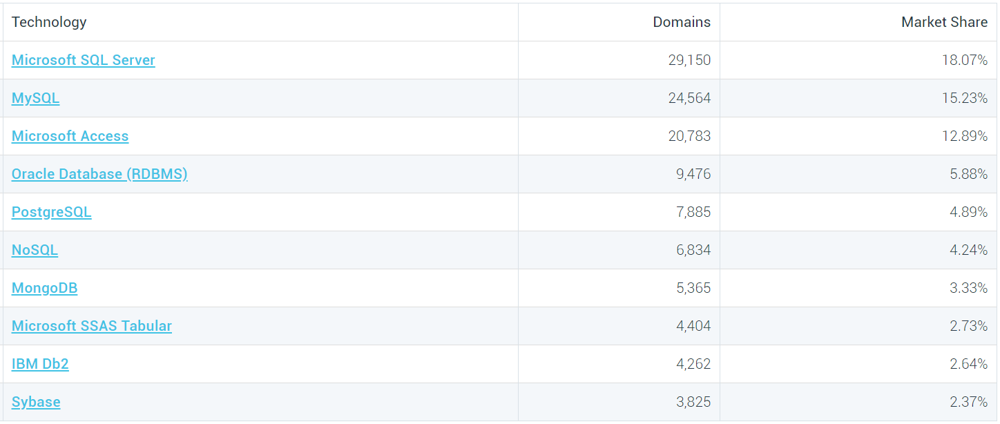 Technology Domains Market Share
Microsoft SQL Server 29,150 18.07%
MySQL 24,564 15.23%
Microsoft Access 20,783 12.89%
Oracle Database (RDBMS) 9,476 5.88%
PostgreSQL 7,885 4.89%
NoSQL 6,834 4.24%
MongoDB 5,365 3.33%
Microsoft SSAS Tabular 4,404 2.73%
IBM Db2 4,262 2.64%
Sybase 3,825 2.37%